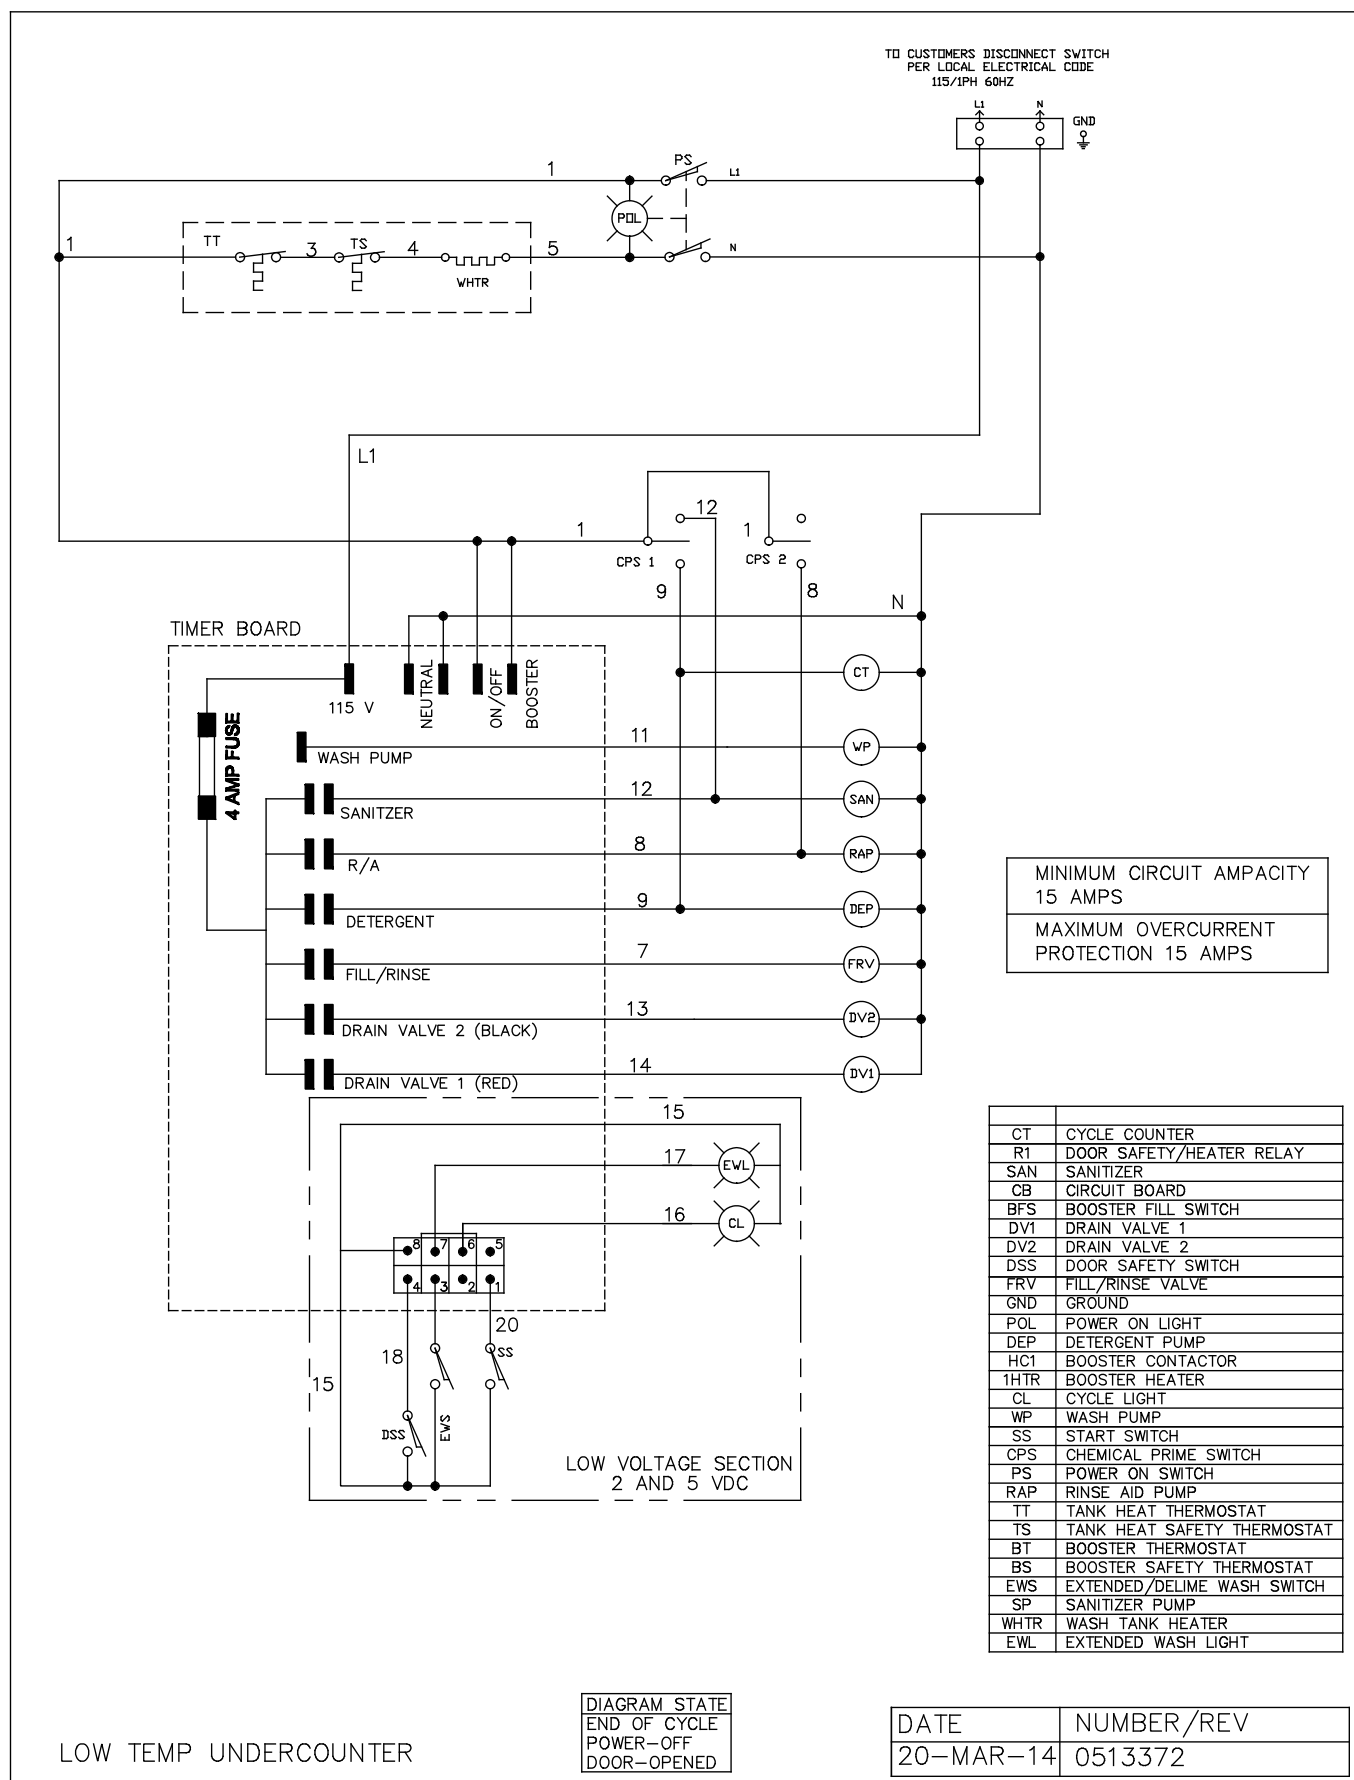 TO CUSTOMERS DISCONNECT SWITCH
PER LOCAL ELECTRICAL CODE
115/1PH 60HZ
L1 N
GND
1 PS L1
POL
1 TT 3 TS 4 5 N
WHTR
L1
12
1 1
CPS 1 CPS 2
9 8
N
TIMER BOARD
CT
115 V
NEUTRAL
ON/OFF
BOOSTER
4 AMP FUSE
11
WASH PUMP WP
12
SANITZER SAN
8
R/A RAP
9
DETERGENT DEP
7
FILL/RINSE FRV
13
DRAIN VALVE 2 (BLACK) DV2
14
DRAIN VALVE 1 (RED) DV1
MINIMUM CIRCUIT AMPACITY
15 AMPS
MAXIMUM OVERCURRENT
PROTECTION 15 AMPS
15
17 EWL
16 CL
8 7 6 5
4 3 2 1
20
18 SS
15
DSS EWS
LOW VOLTAGE SECTION
2 AND 5 VDC
CT CYCLE COUNTER
R1 DOOR SAFETY/HEATER RELAY
SAN SANITIZER
CB CIRCUIT BOARD
BFS BOOSTER FILL SWITCH
DV1 DRAIN VALVE 1
DV2 DRAIN VALVE 2
DSS DOOR SAFETY SWITCH
FRV FILL/RINSE VALVE
GND GROUND
POL POWER ON LIGHT
DEP DETERGENT PUMP
HC1 BOOSTER CONTACTOR
1HTR BOOSTER HEATER
CL CYCLE LIGHT
WP WASH PUMP
SS START SWITCH
CPS CHEMICAL PRIME SWITCH
PS POWER ON SWITCH
RAP RINSE AID PUMP
TT TANK HEAT THERMOSTAT
TS TANK HEAT SAFETY THERMOSTAT
BT BOOSTER THERMOSTAT
BS BOOSTER SAFETY THERMOSTAT
EWS EXTENDED/DELIME WASH SWITCH
SP SANITIZER PUMP
WHTR WASH TANK HEATER
EWL EXTENDED WASH LIGHT
LOW TEMP UNDERCOUNTER
DIAGRAM STATE
END OF CYCLE
POWER-OFF
DOOR-OPENED
DATE NUMBER/REV
20-MAR-14 0513372